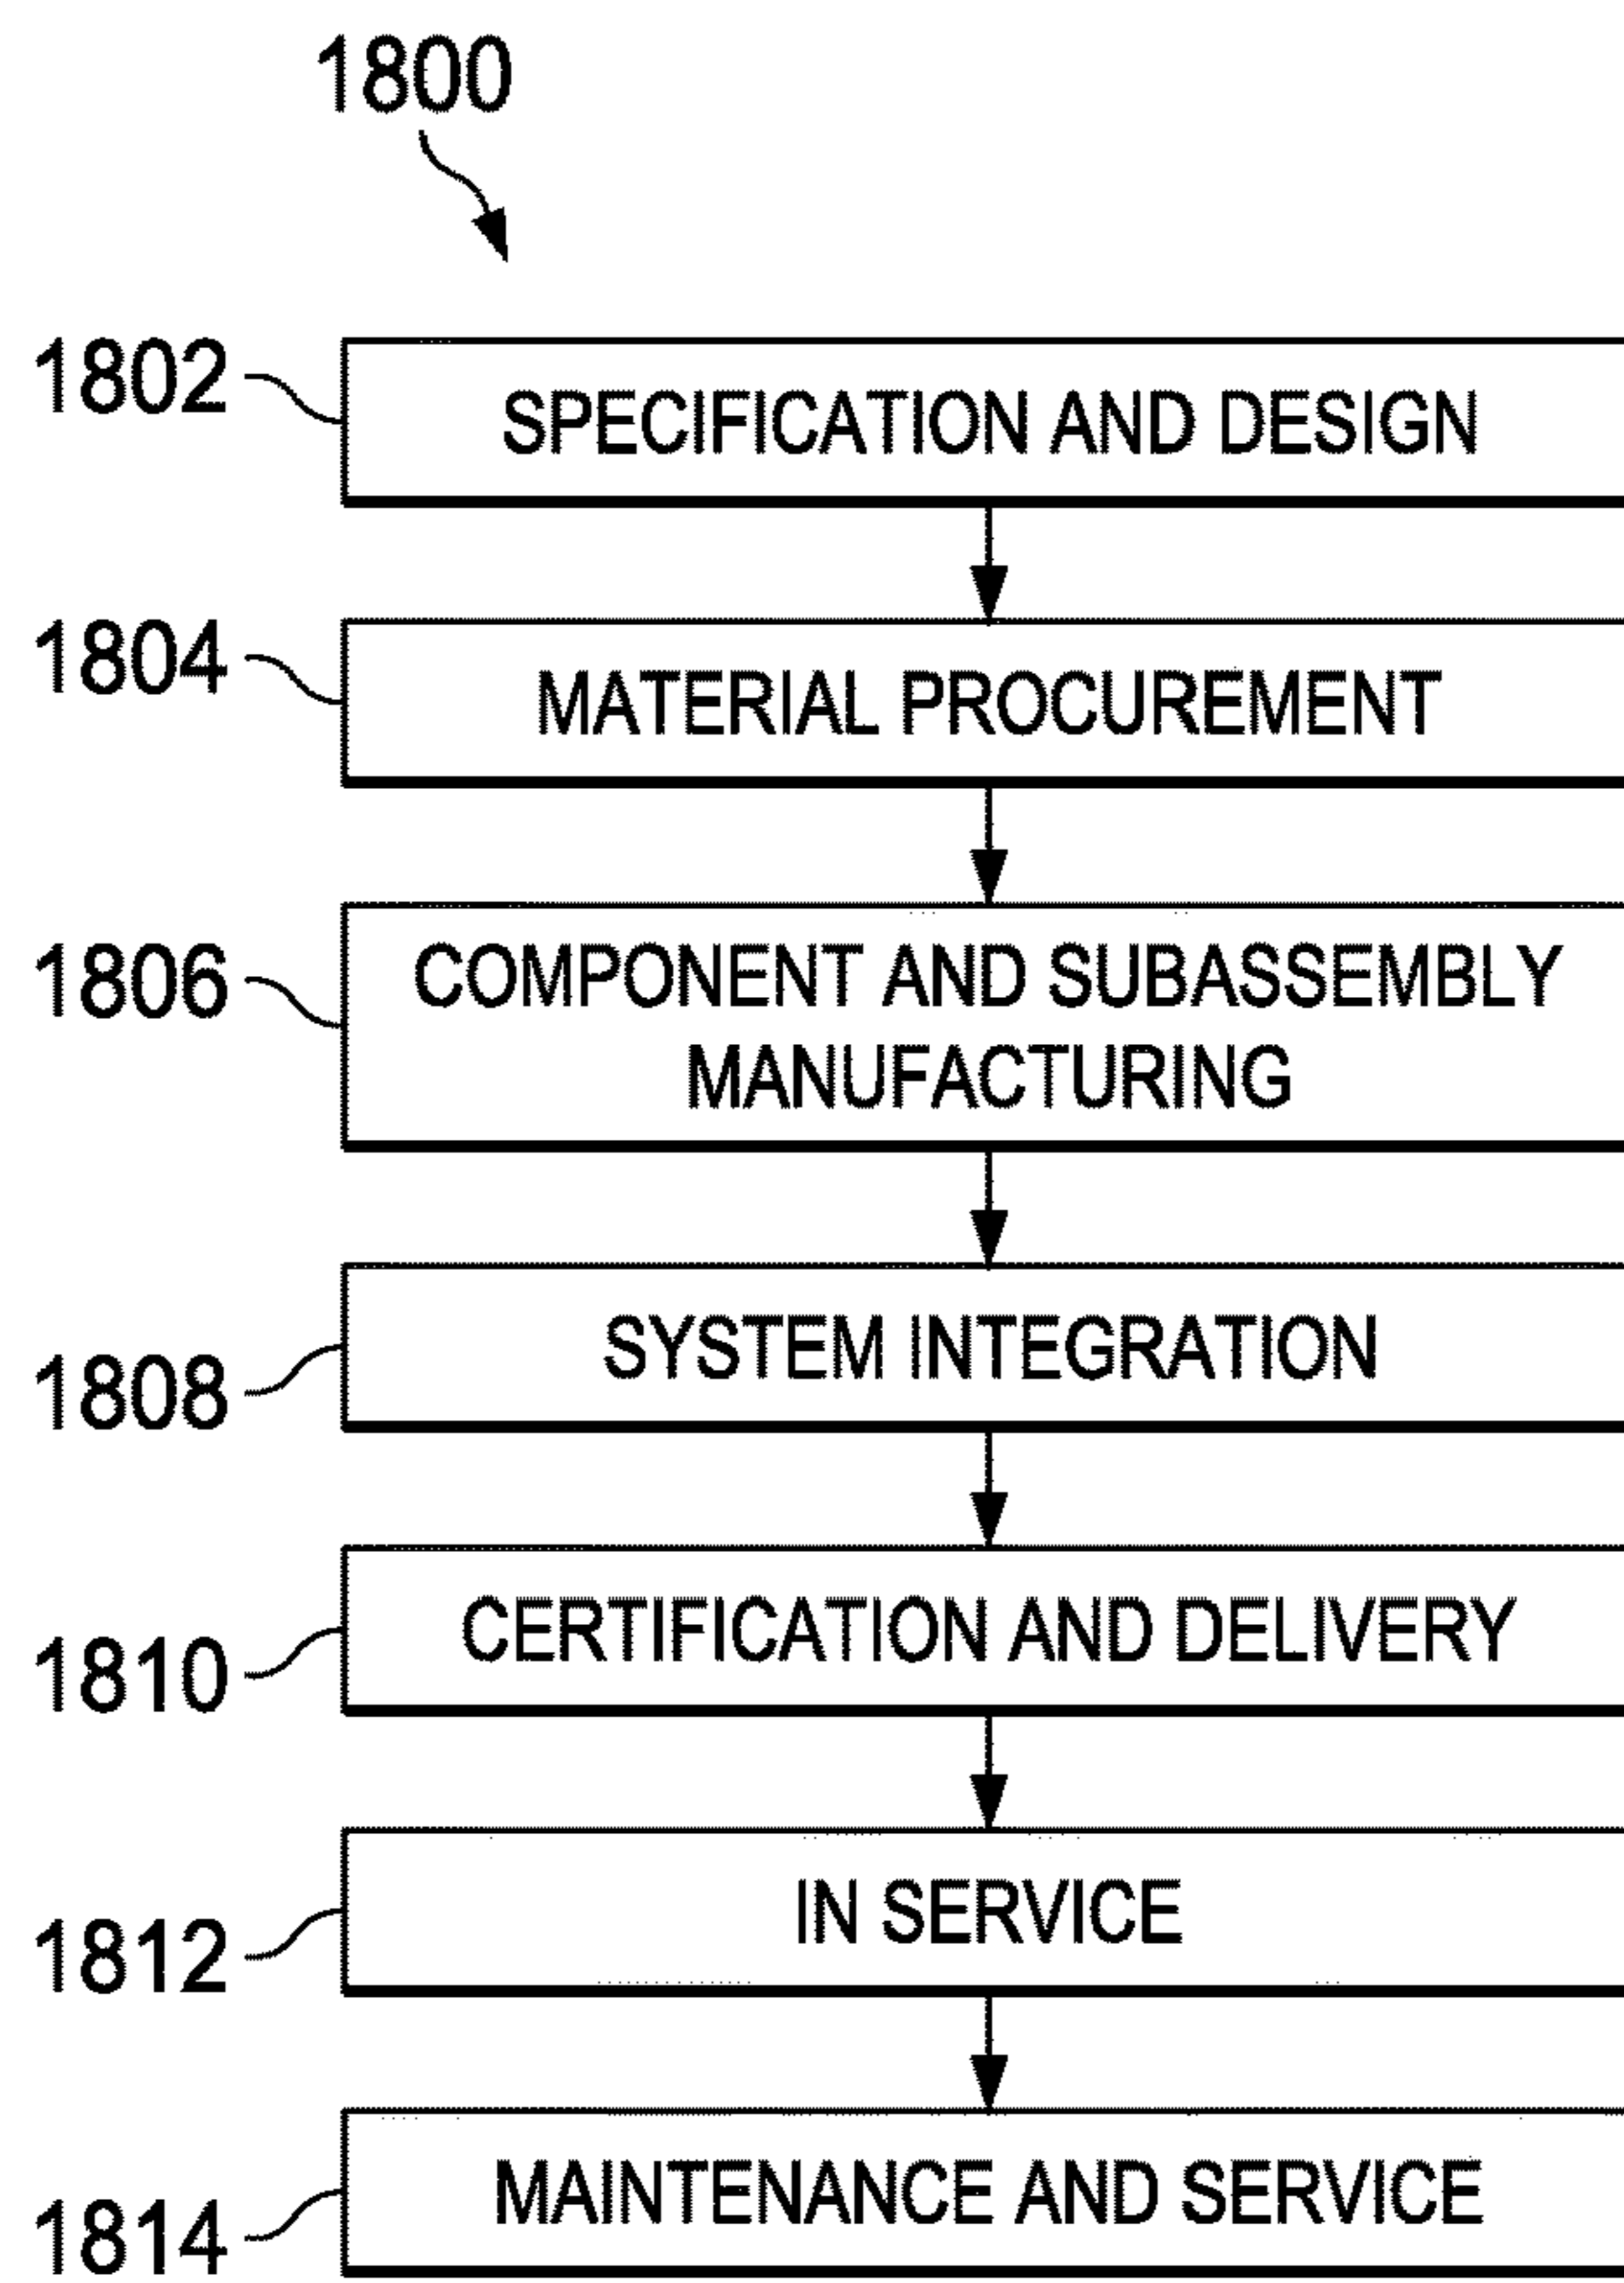 1800
1802
SPECIFICATION AND DESIGN
1804
MATERIAL PROCUREMENT
1806
COMPONENT AND SUBASSEMBLY
MANUFACTURING
1808
SYSTEM INTEGRATION
1810
CERTIFICATION AND DELIVERY
1812
IN SERVICE
1814
MAINTENANCE AND SERVICE